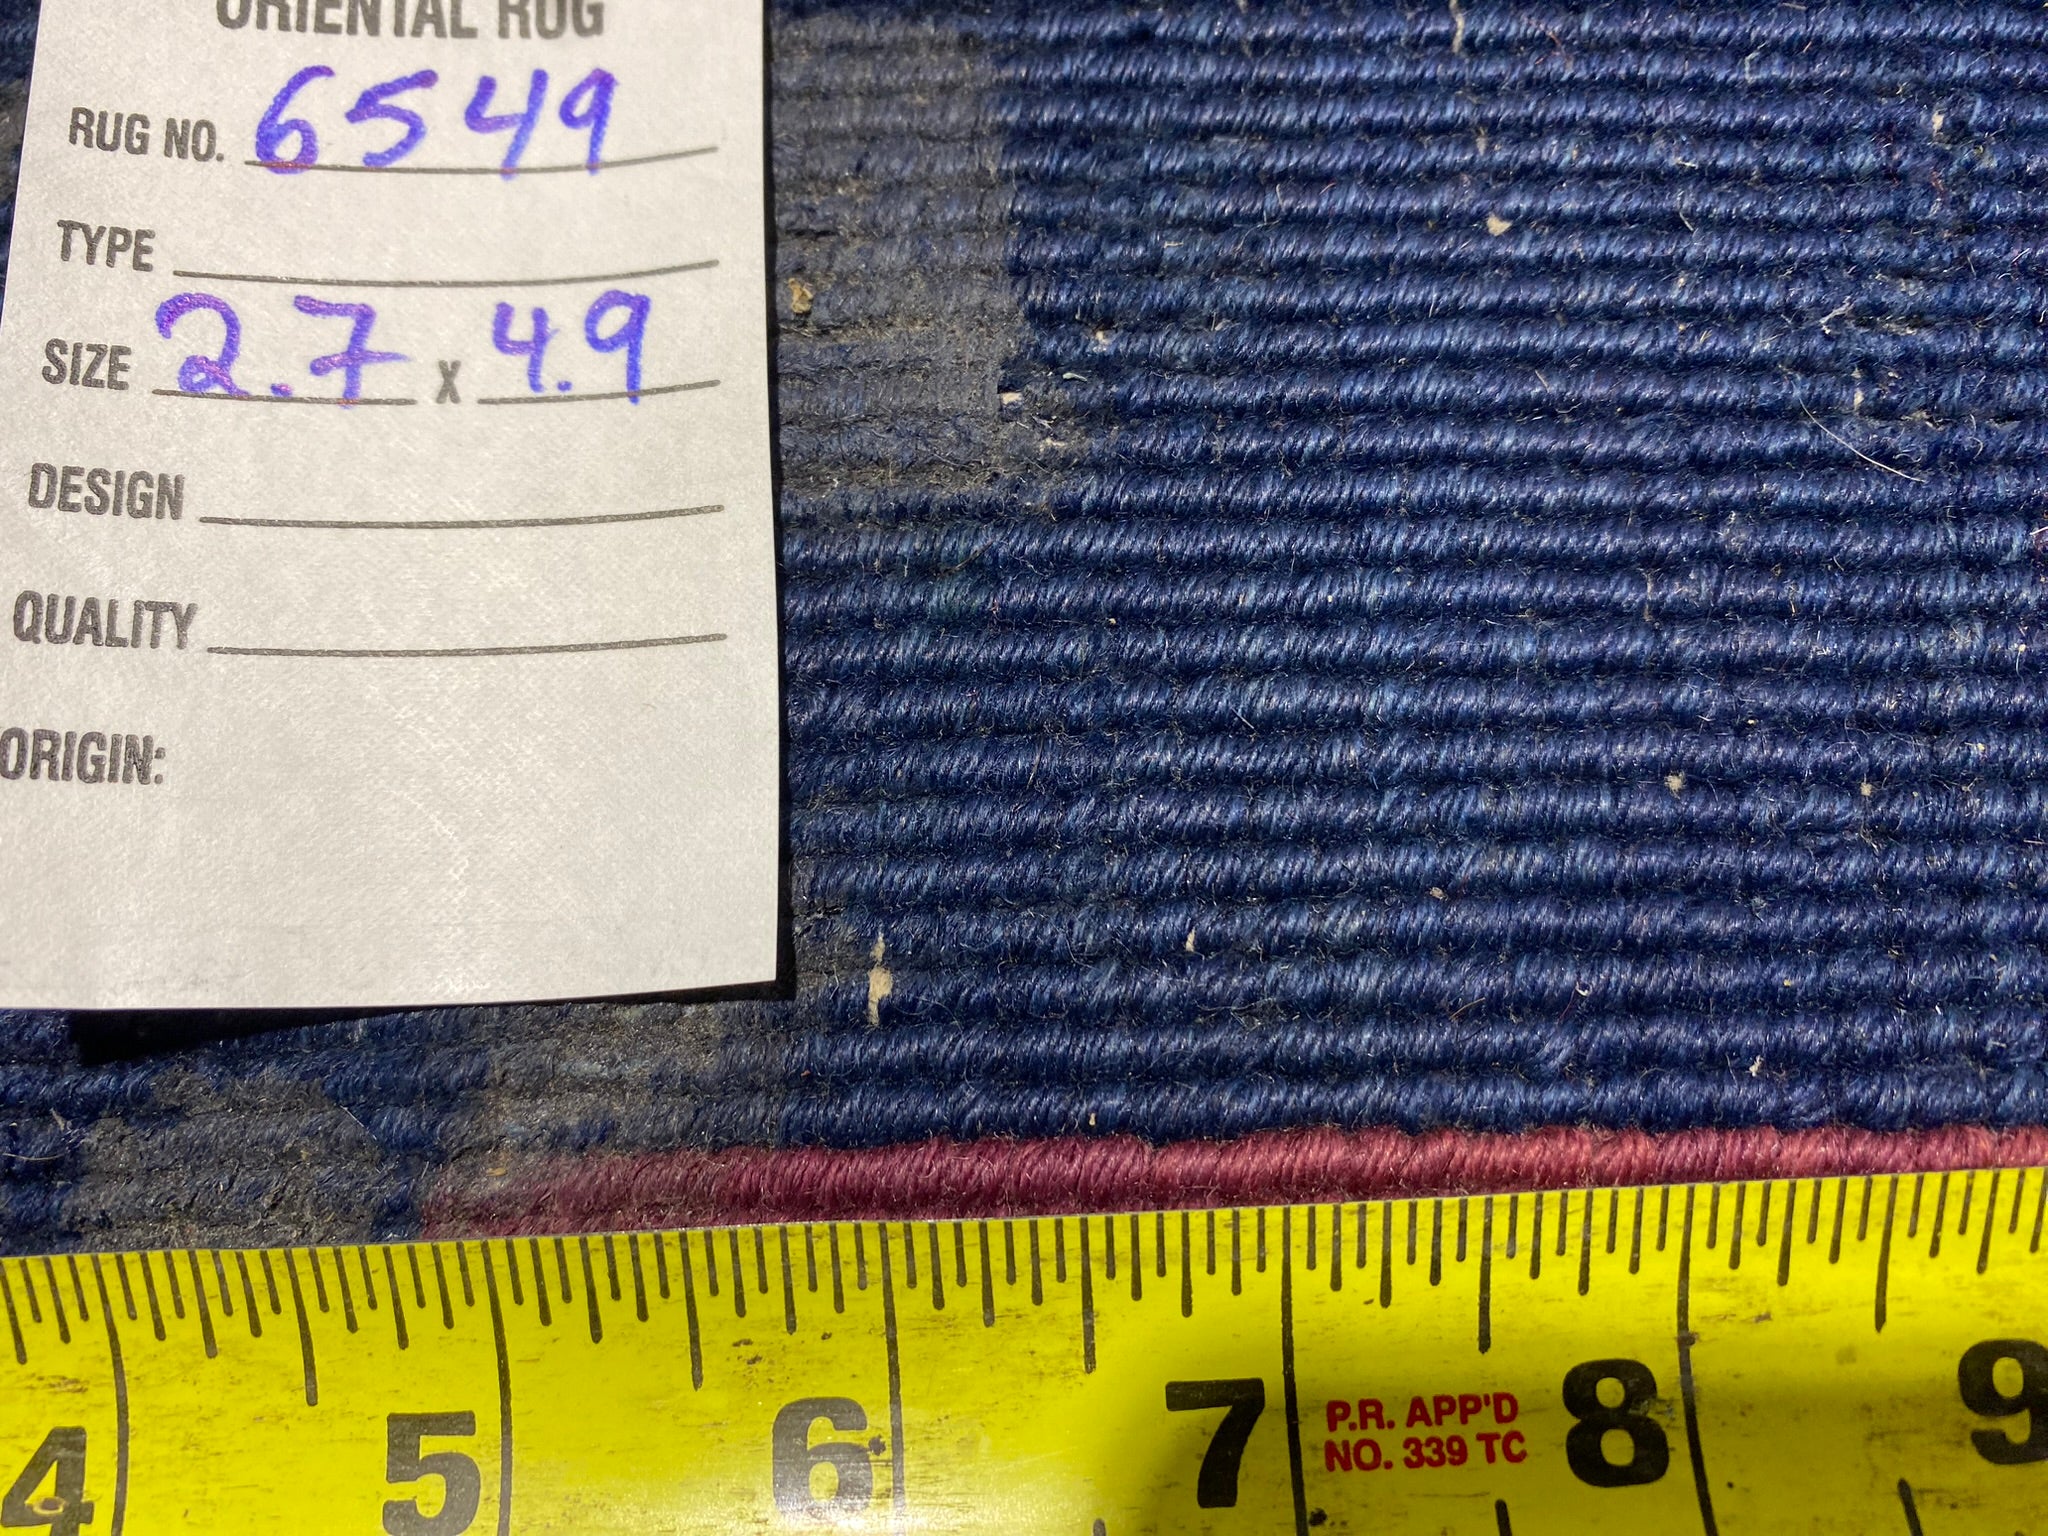 ORIENTAL RUG
RUG NO. 6549
TYPE
SIZE 2.7 x 4.9
DESIGN
QUALITY
ORIGIN:
4 5 6 7 8 9
P.R. APP'D
NO. 339 TC